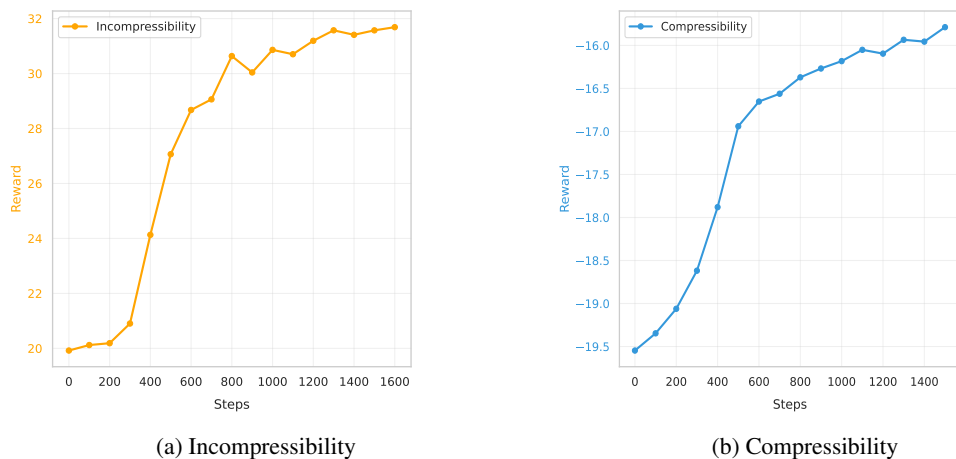 Incompressibility
32
30
28
26
24
22
20
Reward
0 200 400 600 800 1000 1200 1400 1600
Steps
(a) Incompressibility
Compressibility
−16.0
−16.5
−17.0
−17.5
−18.0
−18.5
−19.0
−19.5
Reward
0 200 400 600 800 1000 1200 1400
Steps
(b) Compressibility